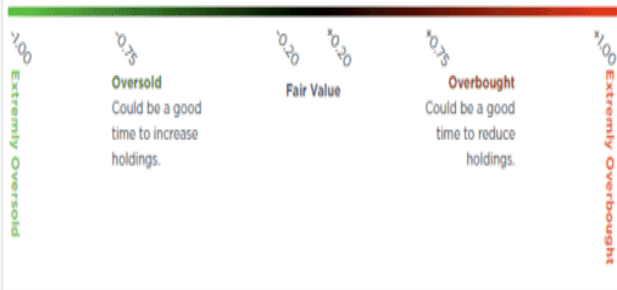 -1.00
-0.75
-0.20
+0.20
+0.75
+1.00
Extremly Oversold
Oversold
Could be a good
time to increase
holdings.
Fair Value
Overbought
Could be a good
time to reduce
holdings.
Extremly Overbought